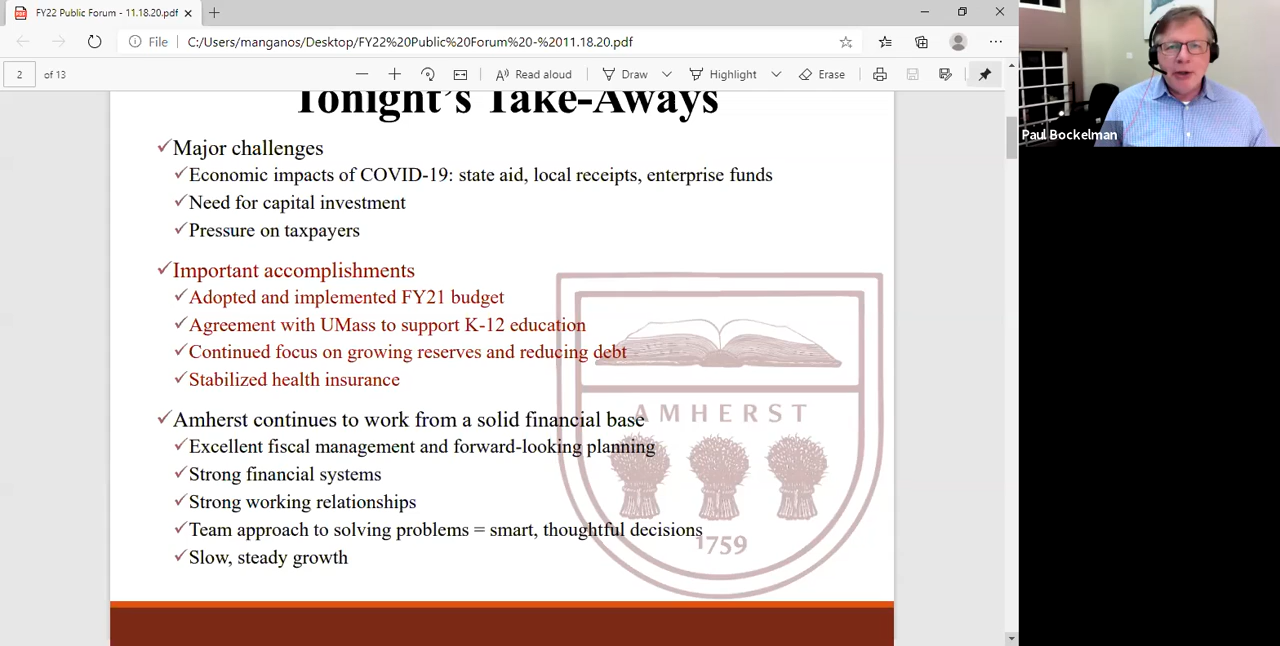 FY22 Public Forum - 11.18.20.pdf
File
C:/Users/manganos/Desktop/FY22%20Public%20Forum%20-%2011.18.20.pdf
2 of 13
Read aloud
Draw
Highlight
Erase
Paul Bockelman
Tonight's Take-Aways
Major challenges
Economic impacts of COVID-19: state aid, local receipts, enterprise funds
Need for capital investment
Pressure on taxpayers
Important accomplishments
Adopted and implemented FY21 budget
Agreement with UMass to support K-12 education
Continued focus on growing reserves and reducing debt
Stabilized health insurance
Amherst continues to work from a solid financial base
Excellent fiscal management and forward-looking planning
Strong financial systems
Strong working relationships
Team approach to solving problems = smart, thoughtful decisions
Slow, steady growth
AMHERST
1759